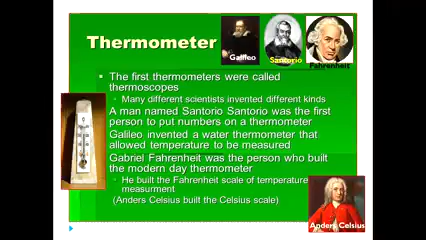 Thermometer
Galileo
Santorio
Fahrenheit
The first thermometers were called
thermoscopes
Many different scientists invented different kinds
A man named Santorio Santorio was the first
person to put numbers on a thermometer
Galileo invented a water thermometer that
allowed temperature to be measured
Gabriel Fahrenheit was the person who built
the modern day thermometer
He built the Fahrenheit scale of temperature
measurment
(Anders Celsius built the Celsius scale)
Anders Celsius